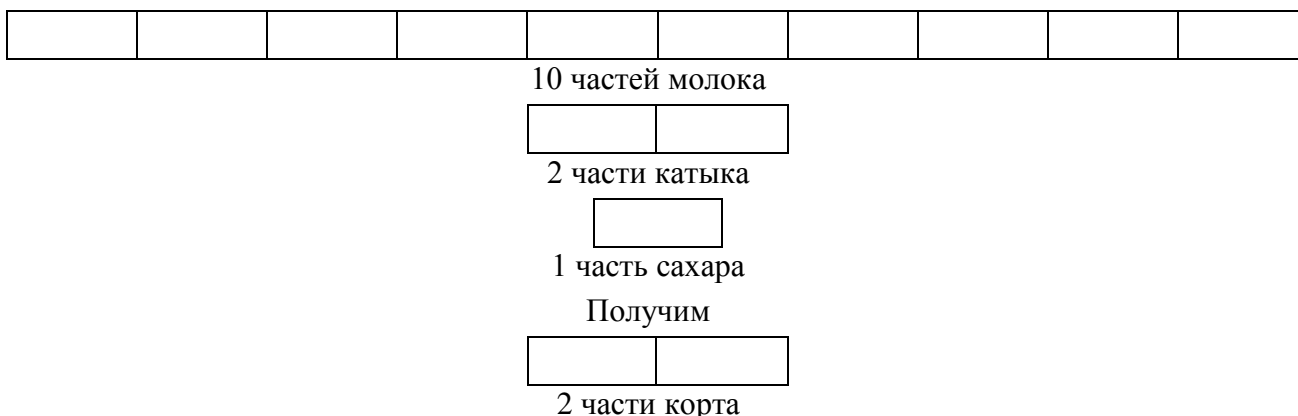 10 частей молока
2 части катыка
1 часть сахара
Получим
2 части корта